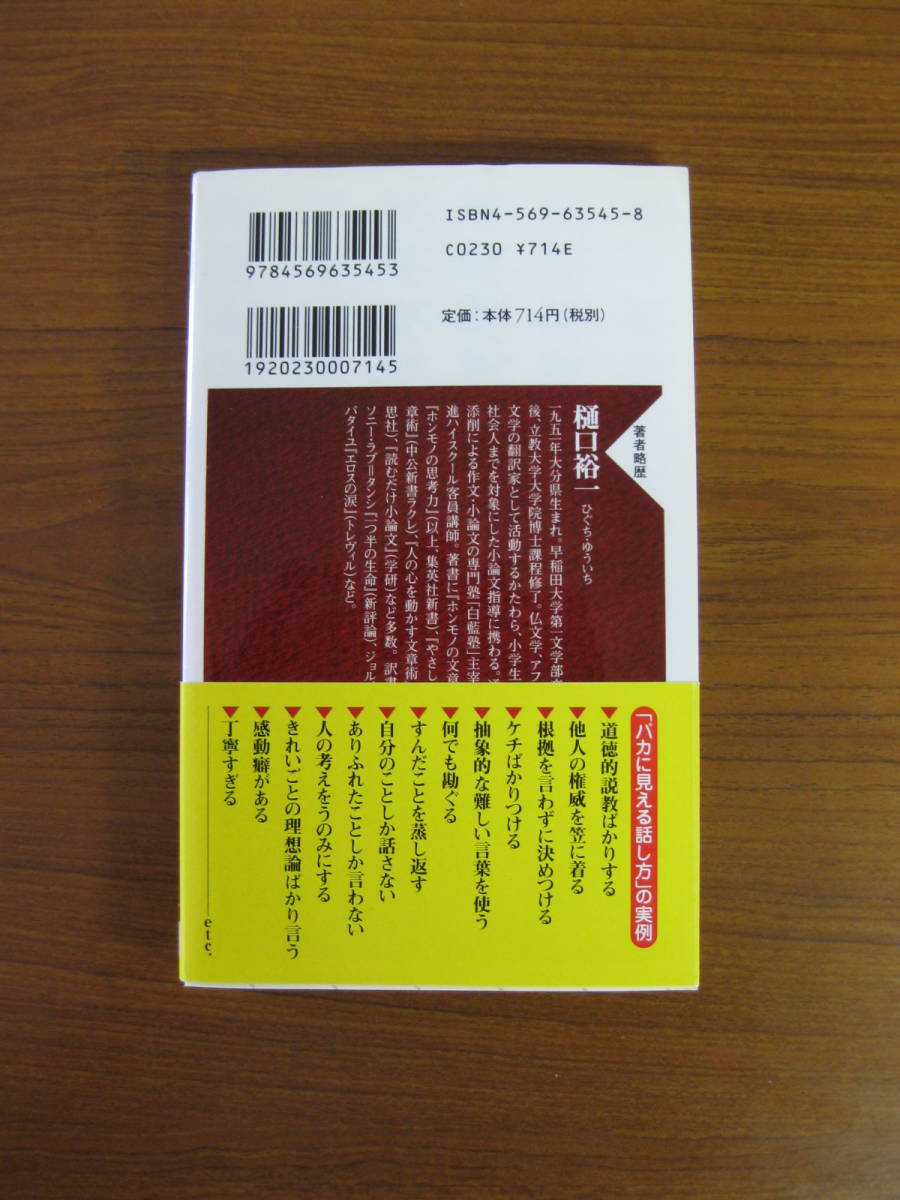 ISBN4-569-63545-8
C0230 ¥714E
9784569635453
1920230007145
定価：本体714円（税別）
著者略歴
樋口裕一 ひぐち・ゆういち
一九五一年大分県生まれ。早稲田大学第一文学部
後、立教大学大学院博士課程修了。仏文学、アフ
文学の翻訳家として活動するかたわら、小学生
社会人までを対象にした小論文指導に携わる。
添削による作文・小論文の専門塾「白藍塾」主宰
進ハイスクール客員講師 著書に『ホンモノの文章
『ホンモノの思考力』（以上、集英社新書）、『やさし
章術』（中公新書ラクレ）、『人の心を動かす文章術
思社）、『読むだけ小論文』（学研）など多数。訳書
ソニー・ラブ＝タンシ『一つ半の生命』（新評論）、ジョル
バタイユ『エロスの涙』（トレヴィル）など。
「バカに見える話し方」の実例
▼道徳的説教ばかりする
▼他人の権威を笠に着る
▼根拠を言わずに決めつける
▼ケチばかりつける
▼抽象的な難しい言葉を使う
▼何でも勘ぐる
▼すんだことを蒸し返す
▼自分のことしか話さない
▼ありふれたことしか言わない
▼人の考えをうのみにする
▼きれいごとの理想論ばかり言う
▼感動癖がある
▼丁寧すぎる
etc.